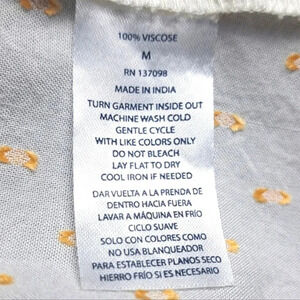 100% VISCOSE
M
RN 137098
MADE IN INDIA
TURN GARMENT INSIDE OUT
MACHINE WASH COLD
GENTLE CYCLE
WITH LIKE COLORS ONLY
DO NOT BLEACH
LAY FLAT TO DRY
COOL IRON IF NEEDED
DAR VUELTA A LA PRENDA DE
DENTRO HACIA FUERA
LAVAR A MÁQUINA EN FRÍO
CICLO SUAVE
SOLO CON COLORES COMO
NO USA BLANQUEADOR
PARA ESTABLECER PLANOS SECO
HIERRO FRÍO SI ES NECESARIO